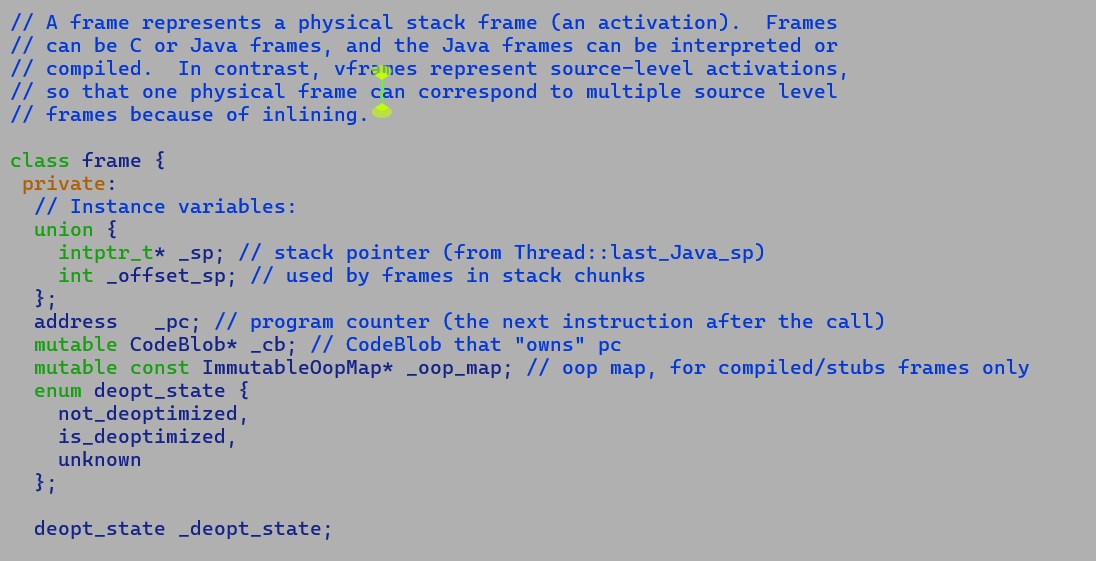 // A frame represents a physical stack frame (an activation).  Frames
// can be C or Java frames, and the Java frames can be interpreted or
// compiled.  In contrast, vframes represent source-level activations,
// so that one physical frame can correspond to multiple source level
// frames because of inlining.

class frame {
 private:
  // Instance variables:
  union {
    intptr_t* _sp; // stack pointer (from Thread::last_Java_sp)
    int _offset_sp; // used by frames in stack chunks
  };
  address   _pc; // program counter (the next instruction after the call)
  mutable CodeBlob* _cb; // CodeBlob that "owns" pc
  mutable const ImmutableOopMap* _oop_map; // oop map, for compiled/stubs frames only
  enum deopt_state {
    not_deoptimized,
    is_deoptimized,
    unknown
  };

  deopt_state _deopt_state;